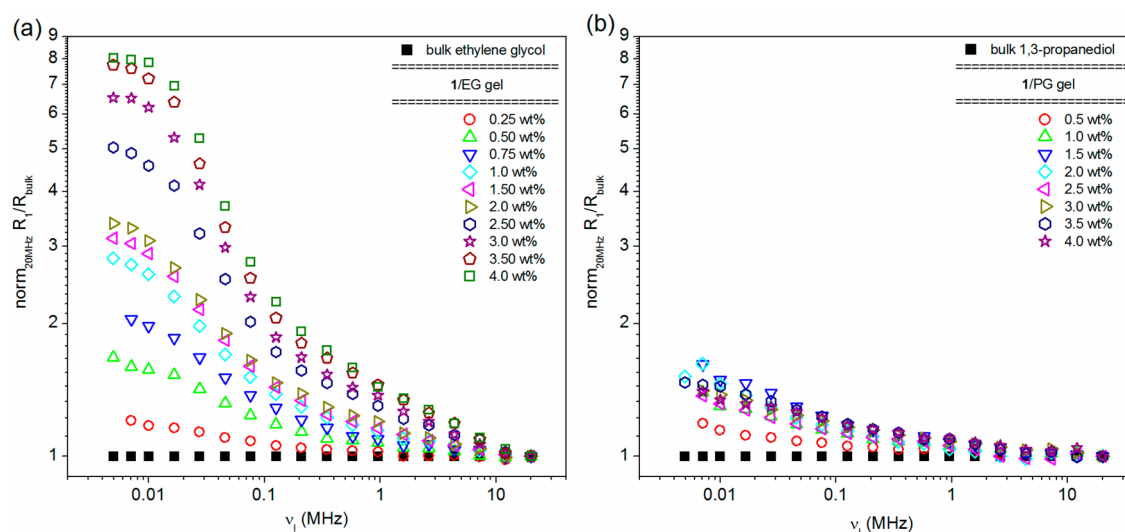 (a)
norm20MHz R1/Rbulk
9
8
7
6
5
4
3
2
1
bulk ethylene glycol
====================
1/EG gel
====================
0.25 wt%
0.50 wt%
0.75 wt%
1.0 wt%
1.50 wt%
2.0 wt%
2.50 wt%
3.0 wt%
3.50 wt%
4.0 wt%
0.01
0.1
1
10
νL (MHz)
(b)
norm20MHz R1/Rbulk
9
8
7
6
5
4
3
2
1
bulk 1,3-propanediol
====================
1/PG gel
====================
0.5 wt%
1.0 wt%
1.5 wt%
2.0 wt%
2.5 wt%
3.0 wt%
3.5 wt%
4.0 wt%
0.01
0.1
1
10
ν (MHz)